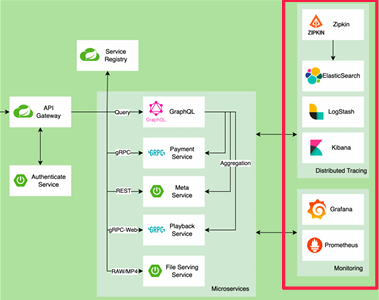 Service
Registry
API
Gateway
Authenticate
Service
Query
gRPC
REST
gRPC-Web
RAW/MP4
GraphQL
GraphQL
GRPC
Payment
Service
Aggregation
Meta
Service
GRPC
Playback
Service
File Serving
Service
Microservices
ZIPKIN
Zipkin
ElasticSearch
LogStash
Kibana
Distributed Tracing
Grafana
Prometheus
Monitoring